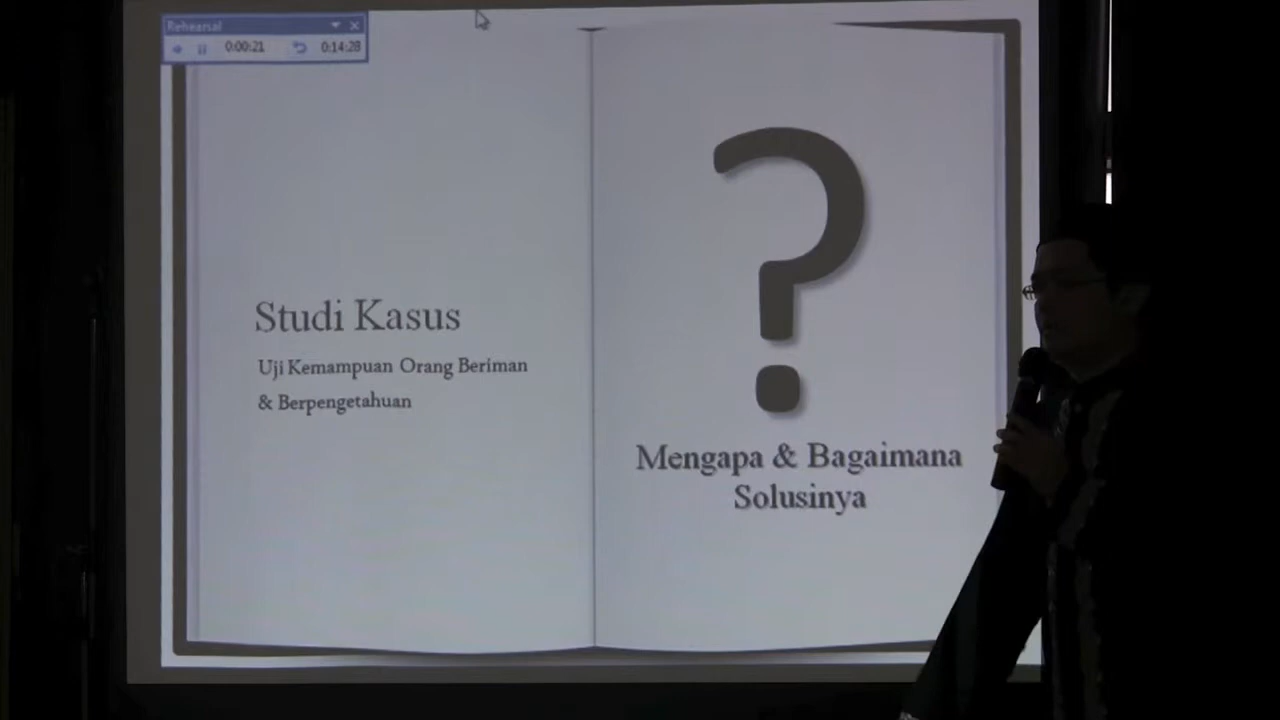 Rehearsal
0:00:21
0:14:28
Studi Kasus
Uji Kemampuan Orang Beriman
& Berpengetahuan
?
Mengapa & Bagaimana
Solusinya